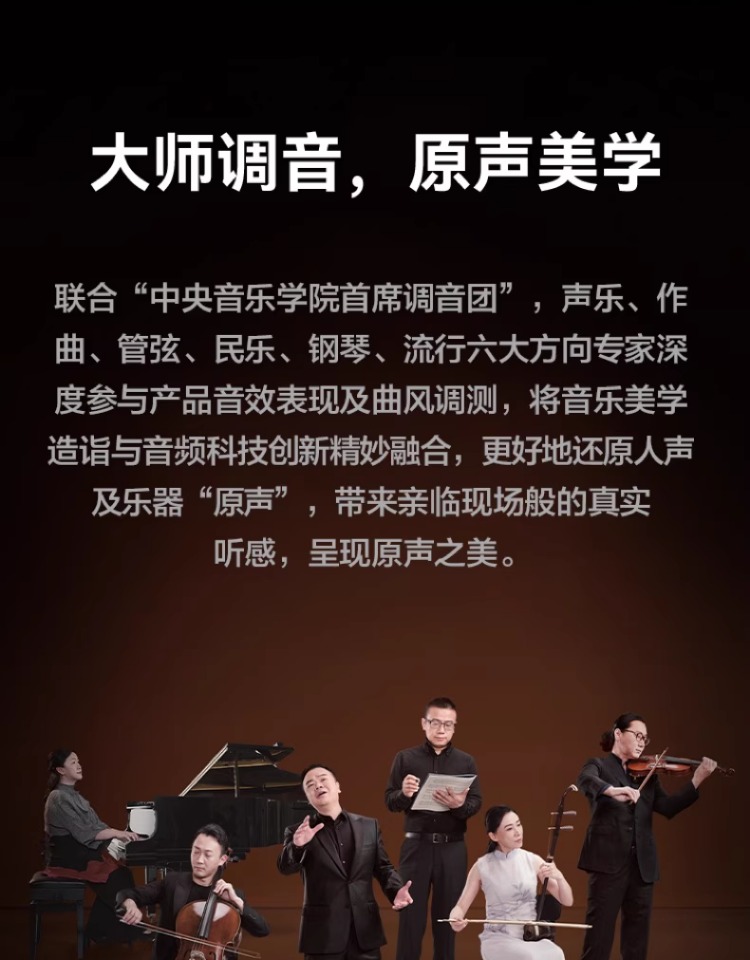 大师调音，原声美学
联合“中央音乐学院首席调音团”，声乐、作
曲、管弦、民乐、钢琴、流行六大方向专家深
度参与产品音效表现及曲风调测，将音乐美学
造诣与音频科技创新精妙融合，更好地还原人声
及乐器“原声”，带来亲临现场般的真实
听感，呈现原声之美。